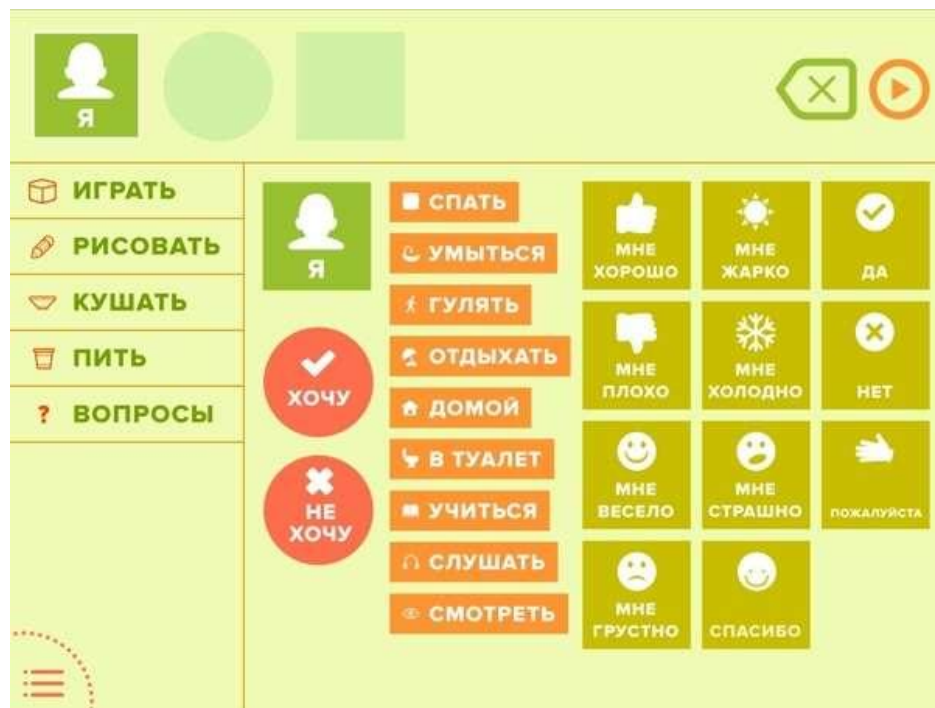 Я
ИГРАТЬ
РИСОВАТЬ
КУШАТЬ
ПИТЬ
? ВОПРОСЫ
Я
ХОЧУ
НЕ
ХОЧУ
СПАТЬ
УМЫТЬСЯ
ГУЛЯТЬ
ОТДЫХАТЬ
ДОМОЙ
В ТУАЛЕТ
УЧИТЬСЯ
СЛУШАТЬ
СМОТРЕТЬ
МНЕ
ХОРОШО
МНЕ
ЖАРКО
ДА
МНЕ
ПЛОХО
МНЕ
ХОЛОДНО
НЕТ
МНЕ
ВЕСЕЛО
МНЕ
СТРАШНО
ПОЖАЛУЙСТА
МНЕ
ГРУСТНО
СПАСИБО